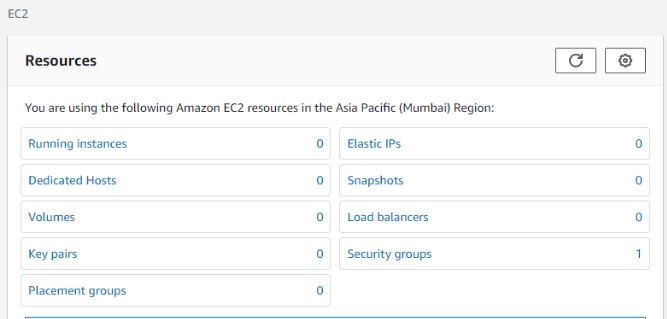 EC2
Resources
You are using the following Amazon EC2 resources in the Asia Pacific (Mumbai) Region:
Running instances 0 Elastic IPs 0
Dedicated Hosts 0 Snapshots 0
Volumes 0 Load balancers 0
Key pairs 0 Security groups 1
Placement groups 0